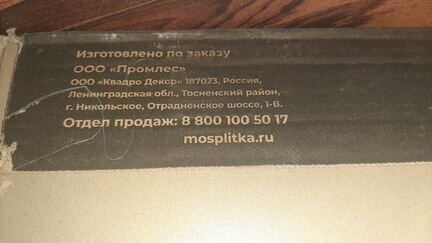 Изготовлено по заказу
ООО «Промлес»
ООО «Квадро Декор» 187023, Россия,
Ленинградская обл., Тосненский район,
г. Никольское, Отрадненское шоссе, 1-В.
Отдел продаж: 8 800 100 50 17
mosplitka.ru